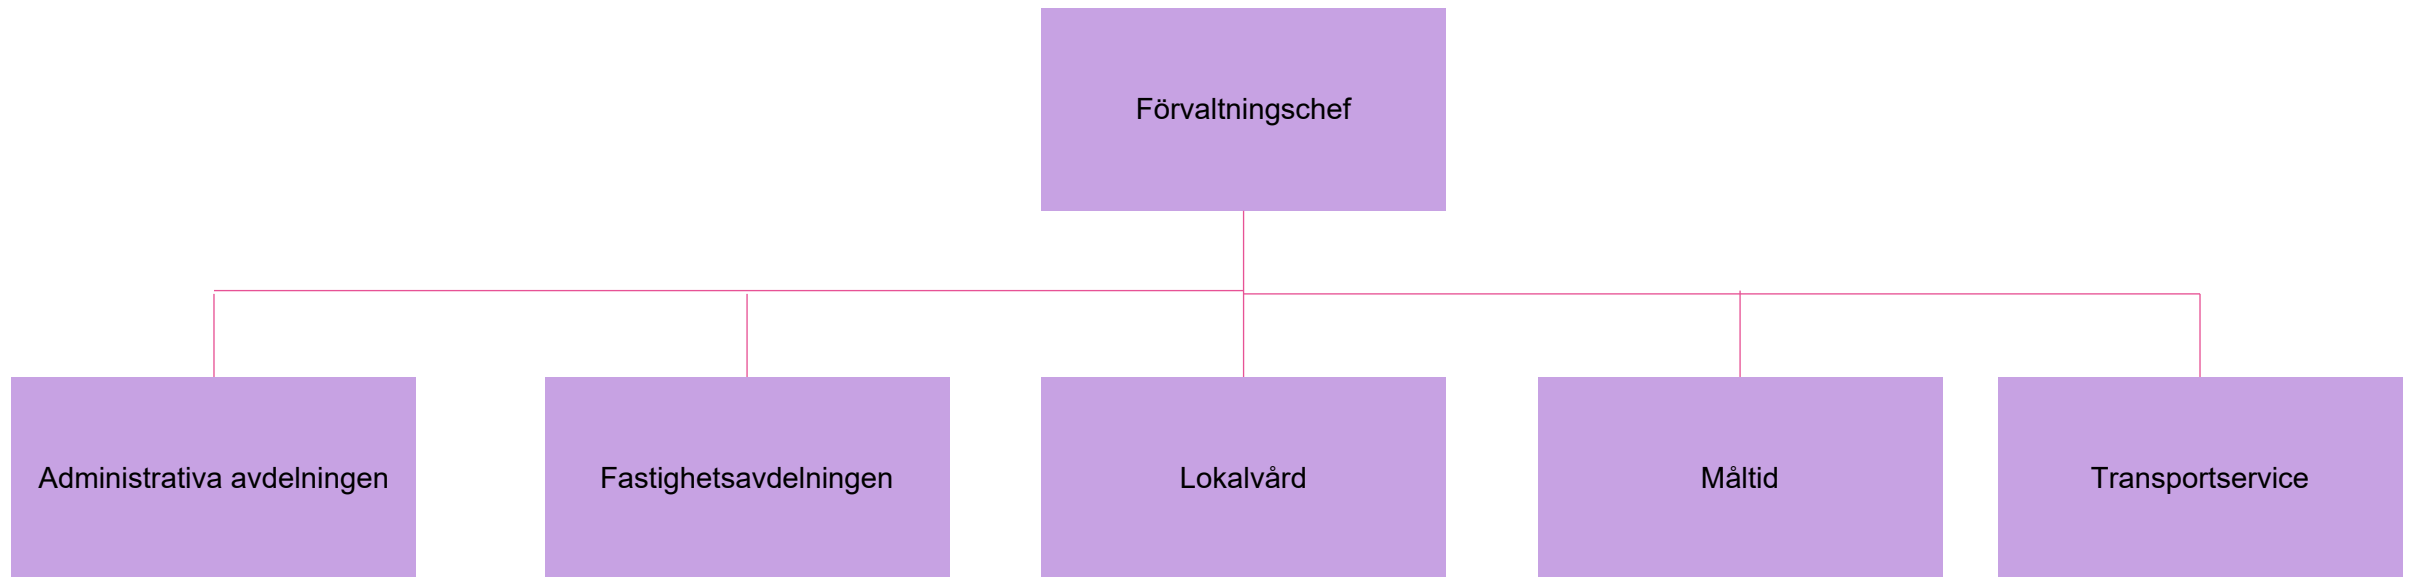 Förvaltningschef
Administrativa avdelningen
Fastighetsavdelningen
Lokalvård
Måltid
Transportservice